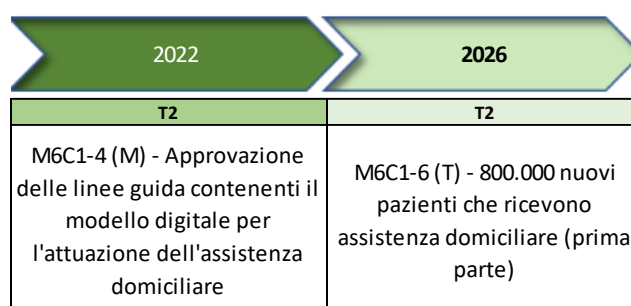 2022
2026
T2
T2
M6C1-4 (M) - Approvazione
delle linee guida contenenti il
modello digitale per
l'attuazione dell'assistenza
domiciliare
M6C1-6 (T) - 800.000 nuovi
pazienti che ricevono
assistenza domiciliare (prima
parte)